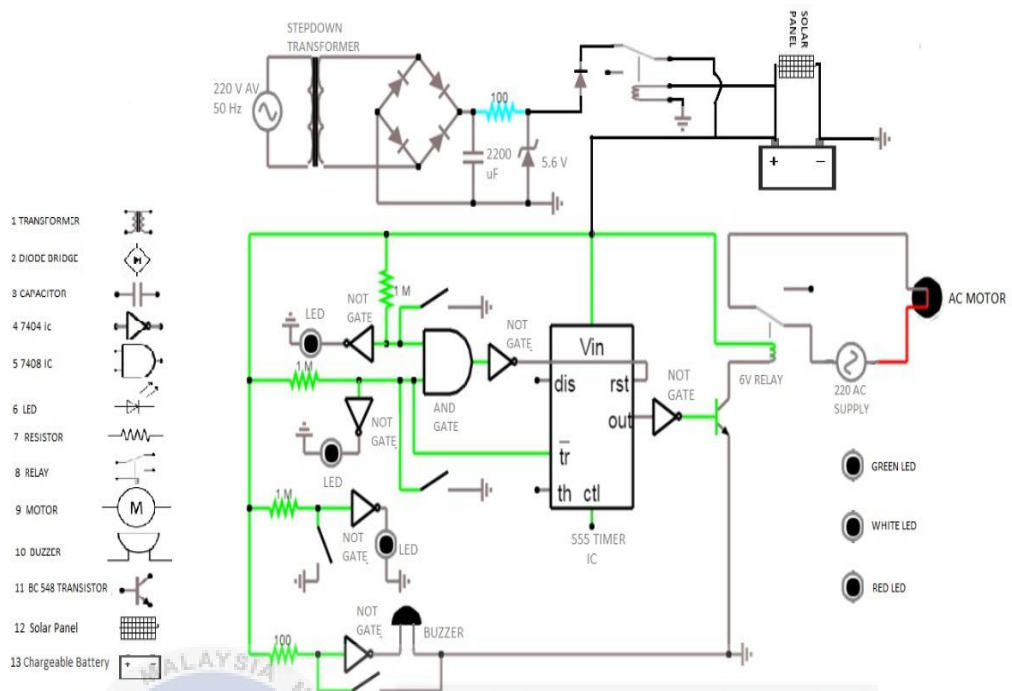 STEPDOWN
TRANSFORMER
220 V AV
50 Hz
100
2200
uF
5.6 V
SOLAR
PANEL
+ −
1 TRANSFORMER
2 DIODE BRIDGE
3 CAPACITOR
4 7404 ic
5 7408 IC
6 LED
7 RESISTOR
8 RELAY
9 MOTOR
M
10 BUZZER
11 BC 548 TRANSISTOR
12 Solar Panel
13 Chargeable Battery
+ -
1 M
NOT
GATE
LED
NOT
GATE
1 M
AND
GATE
NOT
GATE
LED
Vin
dis
rst
out
tr
th ctl
555 TIMER
IC
NOT
GATE
6V RELAY
220 AC
SUPPLY
AC MOTOR
GREEN LED
WHITE LED
RED LED
1 M
NOT
GATE
LED
100
NOT
GATE
BUZZER
MALAYSIA